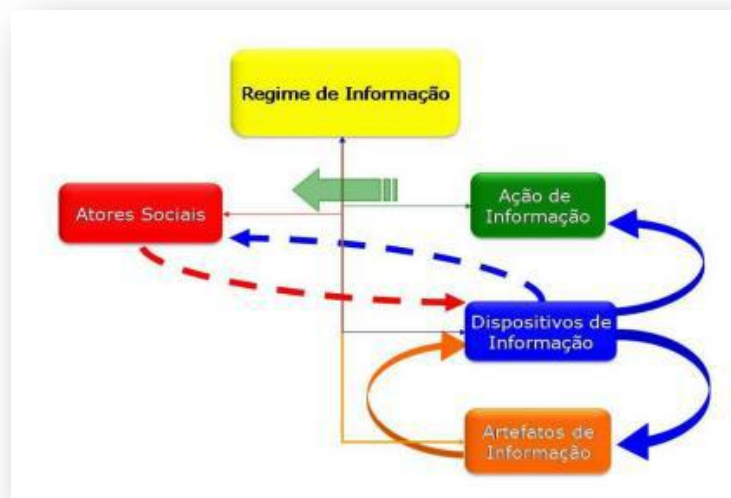 Regime de Informação
Atores Sociais
Ação de
Informação
Dispositivos de
Informação
Artefatos de
Informação